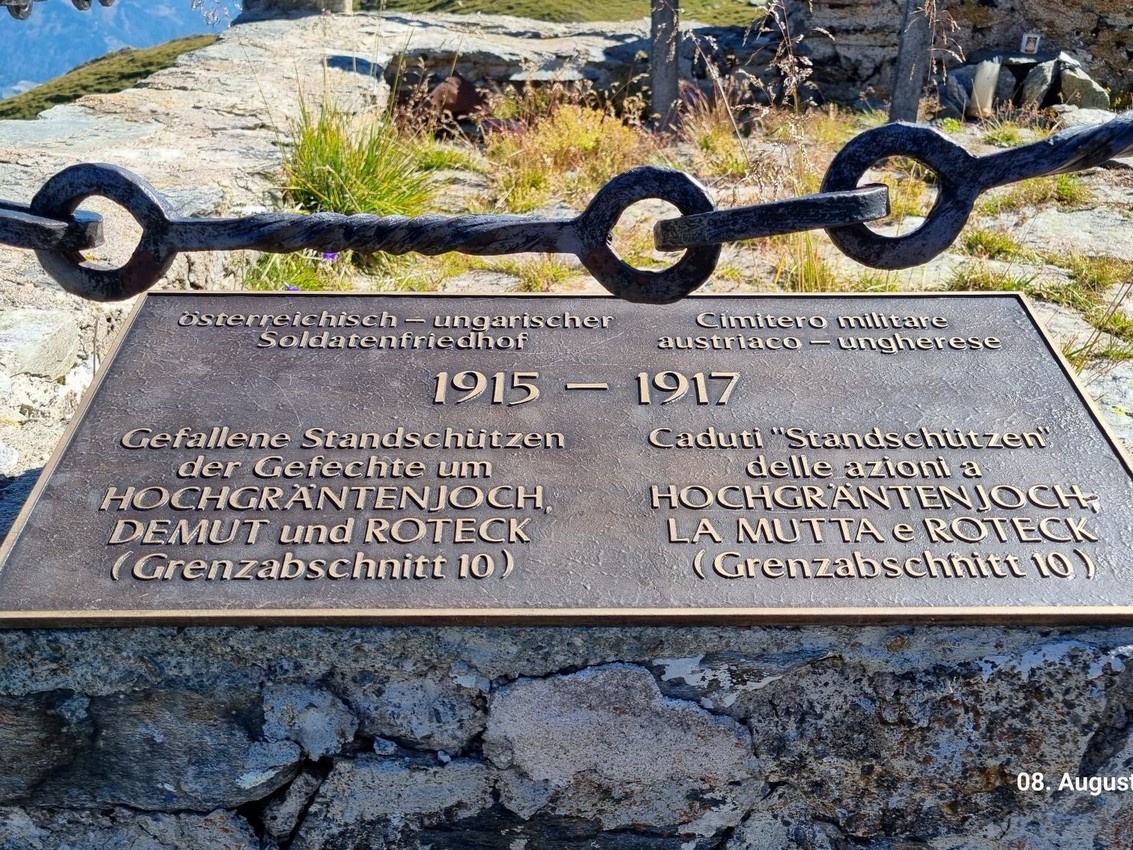 österreichisch – ungarischer
Soldatenfriedhof
Cimitero militare
austriaco – ungherese
1915 – 1917
Gefallene Standschützen
der Gefechte um
HOCHGRÄNTENJOCH,
DEMUT und ROTECK
(Grenzabschnitt 10)
Caduti "Standschützen"
delle azioni a
HOCHGRÄNTENJOCH,
LA MUTTA e ROTECK
(Grenzabschnitt 10)
08. August